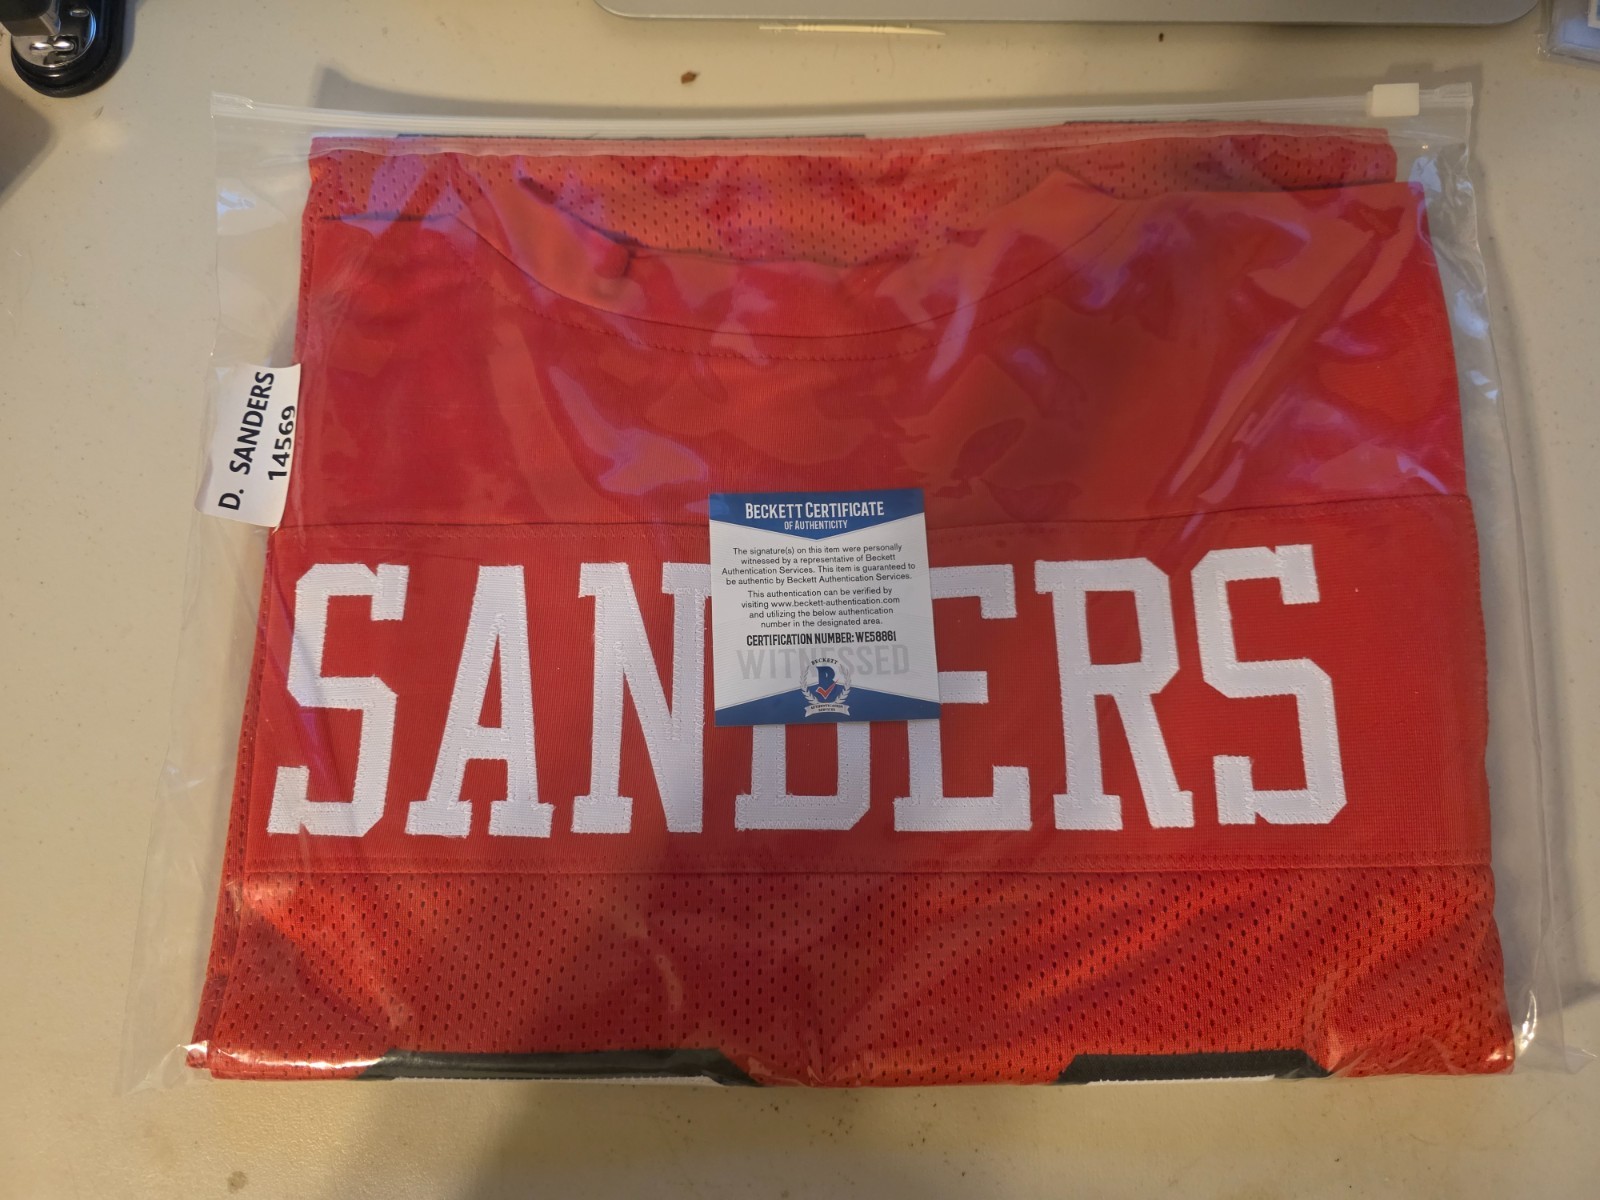 D. SANDERS
14569
BECKETT CERTIFICATE
OF AUTHENTICITY
The signature(s) on this item were personally
witnessed by a representative of Beckett
Authentication Services. This item is guaranteed to
be authentic by Beckett Authentication Services.
This authentication can be verified by
visiting www.beckett-authentication.com
and utilizing the below authentication
number in the designated area.
CERTIFICATION NUMBER: WE58861
WITNESSED
BECKETT
B
AUTHENTICATION
SERVICES
SANDERS